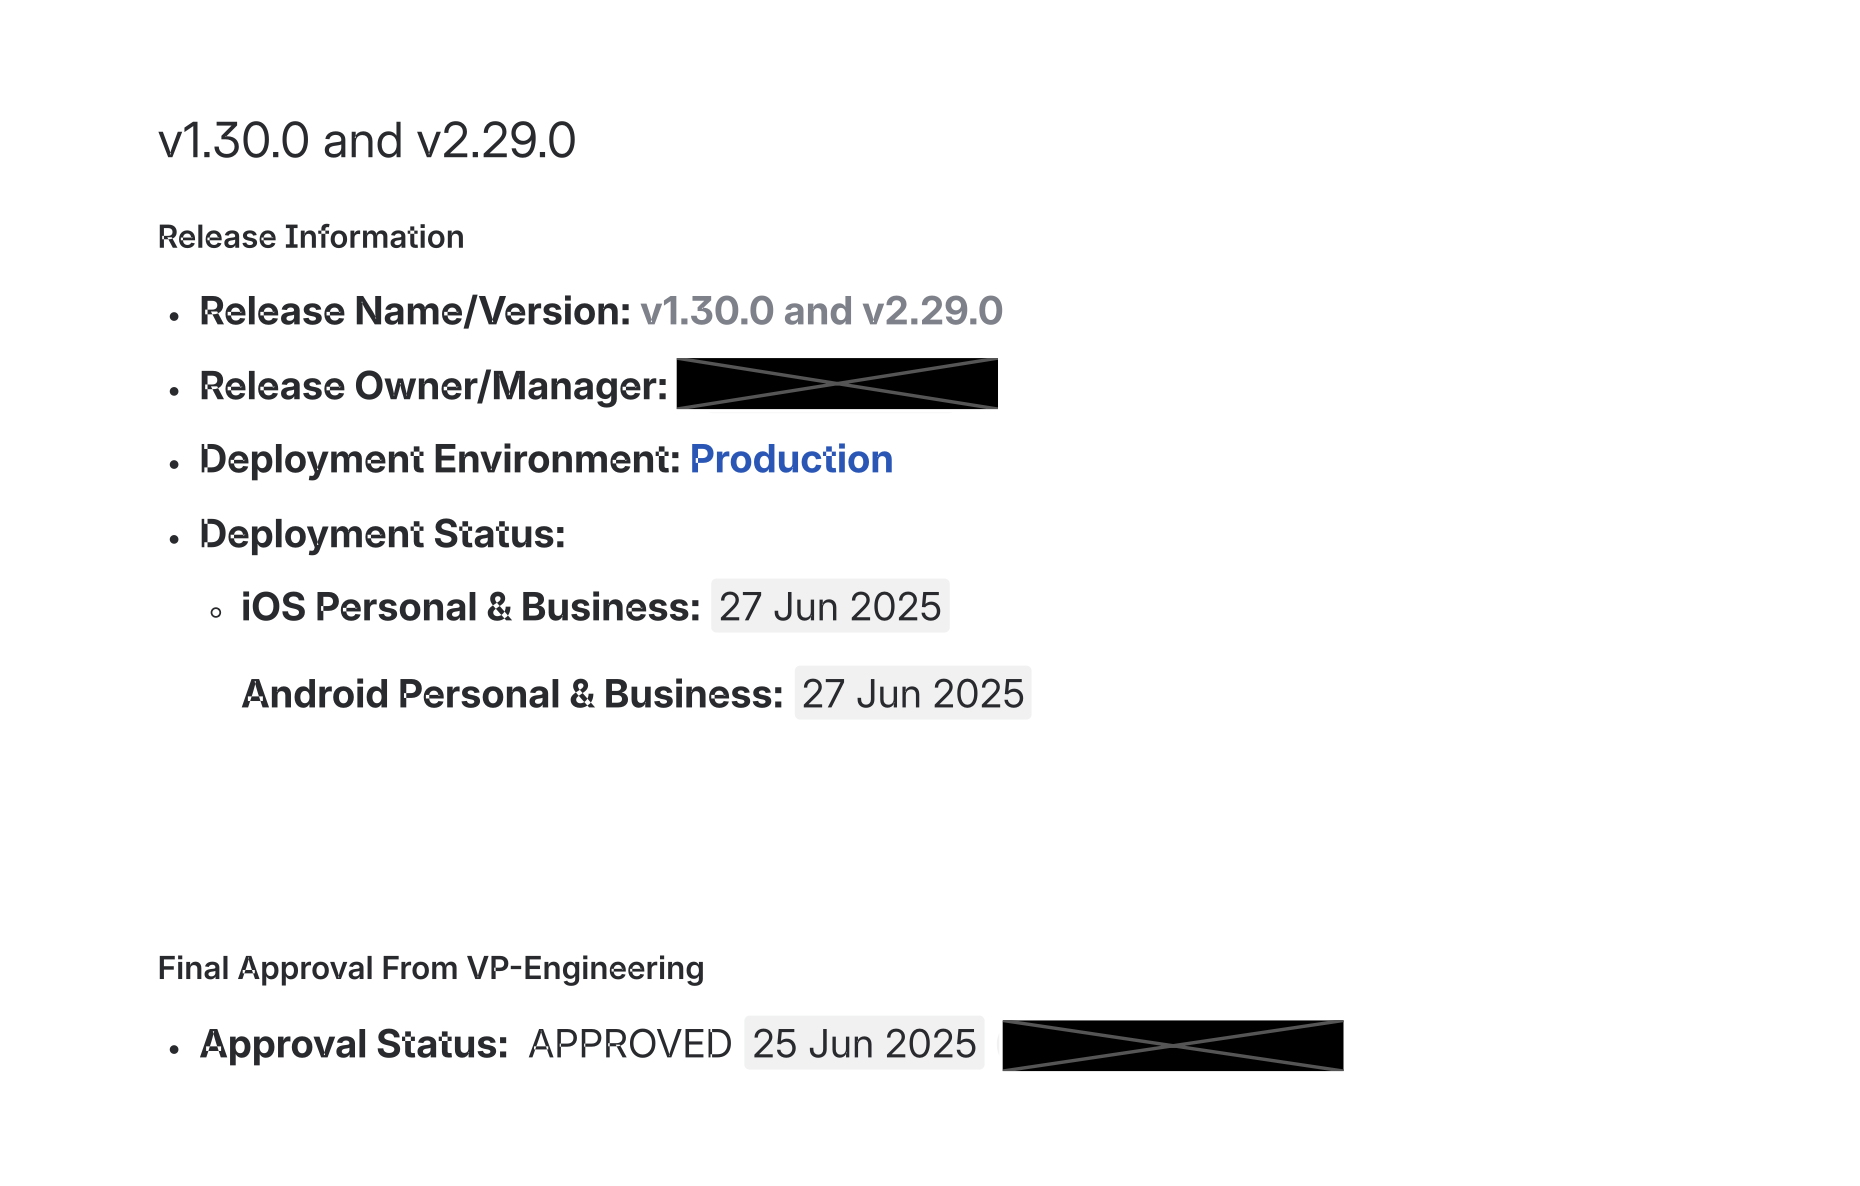 v1.30.0 and v2.29.0
Release Information
• Release Name/Version: v1.30.0 and v2.29.0
• Release Owner/Manager:
• Deployment Environment: Production
• Deployment Status:
◦ iOS Personal & Business: 27 Jun 2025
Android Personal & Business: 27 Jun 2025
Final Approval From VP-Engineering
• Approval Status: APPROVED 25 Jun 2025